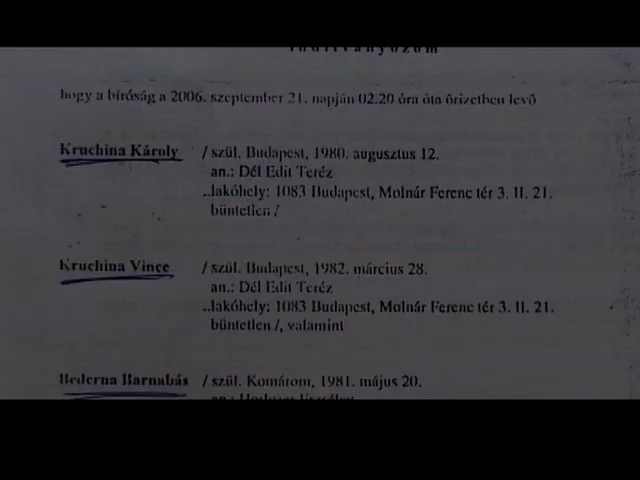 indítványozom
hogy a bíróság a 2006. szeptember 21. napján 02.20 óra óta őrizetben levő
Kruchina Károly / szül. Budapest, 1980. augusztus 12.
an.: Dél Edit Teréz
..lakóhely: 1083 Budapest, Molnár Ferenc tér 3. II. 21.
büntetlen /
Kruchina Vince / szül. Budapest, 1982. március 28.
an.: Dél Edit Teréz
..lakóhely: 1083 Budapest, Molnár Ferenc tér 3. II. 21.
büntetlen /, valamint
Bederna Barnabás / szül. Komárom, 1981. május 20.
an.: